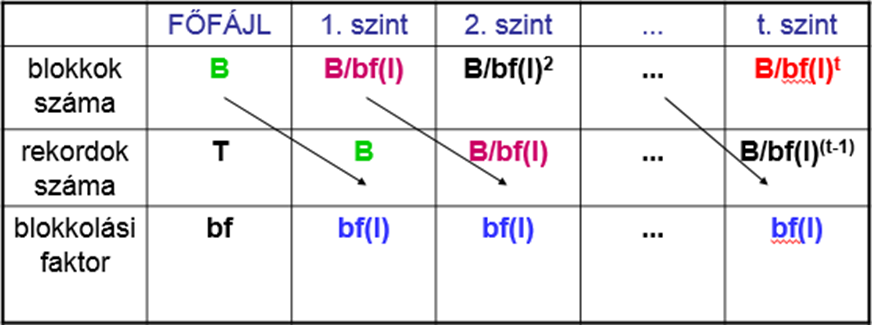 FŐFÁJL 1. szint 2. szint ... t. szint
blokkok száma B B/bf(I) B/bf(I)² ... B/bf(I)ᵗ
rekordok száma T B B/bf(I) ... B/bf(I)⁽ᵗ⁻¹⁾
blokkolási faktor bf bf(I) bf(I) ... bf(I)